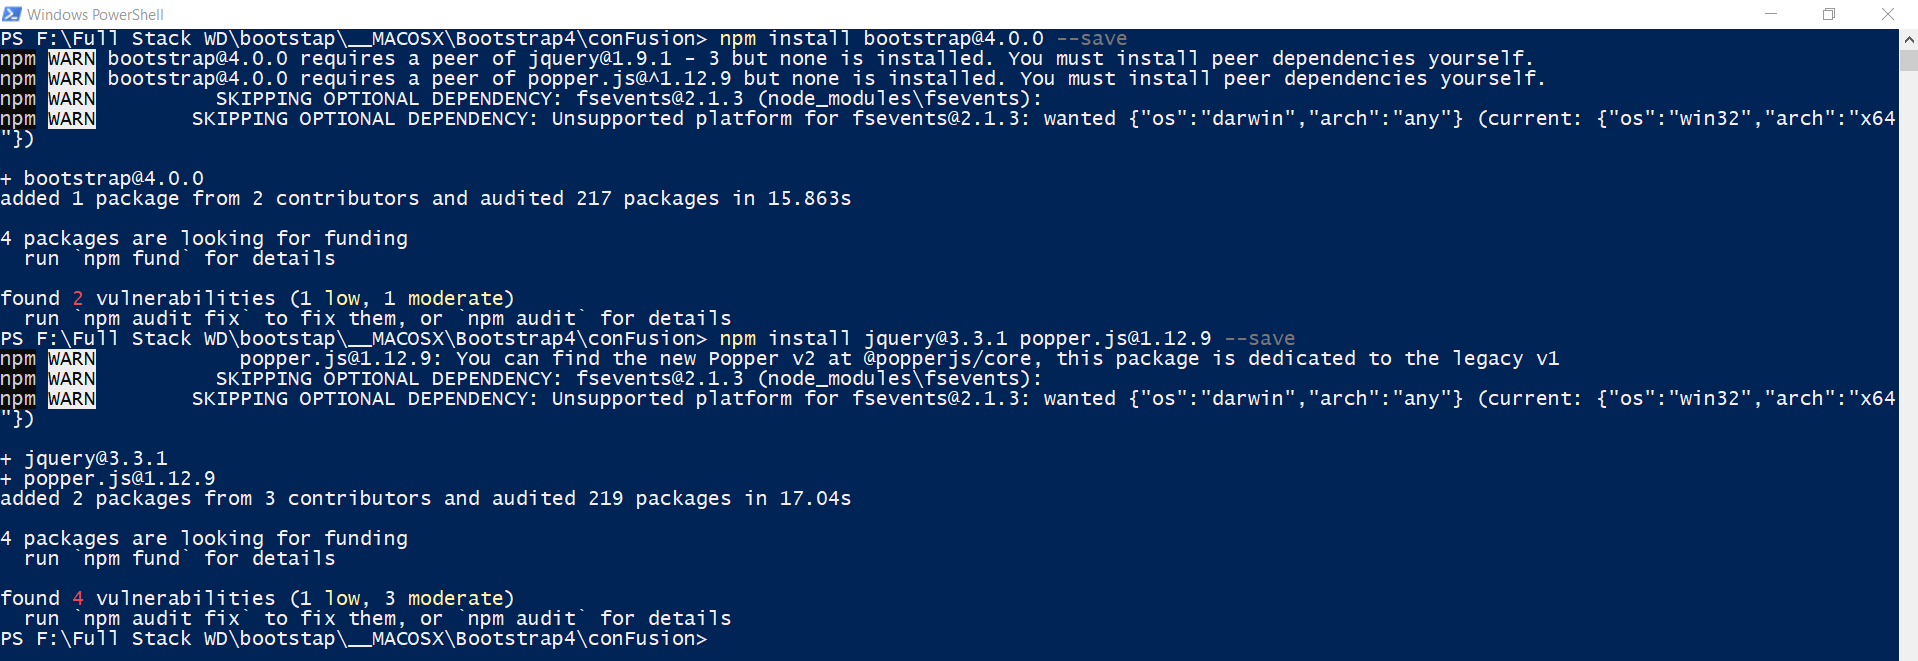 Windows PowerShell
PS F:\Full Stack WD\bootstap\__MACOSX\Bootstrap4\conFusion> npm install bootstrap@4.0.0 --save
npm WARN bootstrap@4.0.0 requires a peer of jquery@1.9.1 - 3 but none is installed. You must install peer dependencies yourself.
npm WARN bootstrap@4.0.0 requires a peer of popper.js@^1.12.9 but none is installed. You must install peer dependencies yourself.
npm WARN SKIPPING OPTIONAL DEPENDENCY: fsevents@2.1.3 (node_modules\fsevents):
npm WARN SKIPPING OPTIONAL DEPENDENCY: Unsupported platform for fsevents@2.1.3: wanted {"os":"darwin","arch":"any"} (current: {"os":"win32","arch":"x64
"})
+ bootstrap@4.0.0
added 1 package from 2 contributors and audited 217 packages in 15.863s
4 packages are looking for funding
run `npm fund` for details
found 2 vulnerabilities (1 low, 1 moderate)
run `npm audit fix` to fix them, or `npm audit` for details
PS F:\Full Stack WD\bootstap\__MACOSX\Bootstrap4\conFusion> npm install jquery@3.3.1 popper.js@1.12.9 --save
npm WARN popper.js@1.12.9: You can find the new Popper v2 at @popperjs/core, this package is dedicated to the legacy v1
npm WARN SKIPPING OPTIONAL DEPENDENCY: fsevents@2.1.3 (node_modules\fsevents):
npm WARN SKIPPING OPTIONAL DEPENDENCY: Unsupported platform for fsevents@2.1.3: wanted {"os":"darwin","arch":"any"} (current: {"os":"win32","arch":"x64
"})
+ jquery@3.3.1
+ popper.js@1.12.9
added 2 packages from 3 contributors and audited 219 packages in 17.04s
4 packages are looking for funding
run `npm fund` for details
found 4 vulnerabilities (1 low, 3 moderate)
run `npm audit fix` to fix them, or `npm audit` for details
PS F:\Full Stack WD\bootstap\__MACOSX\Bootstrap4\conFusion>